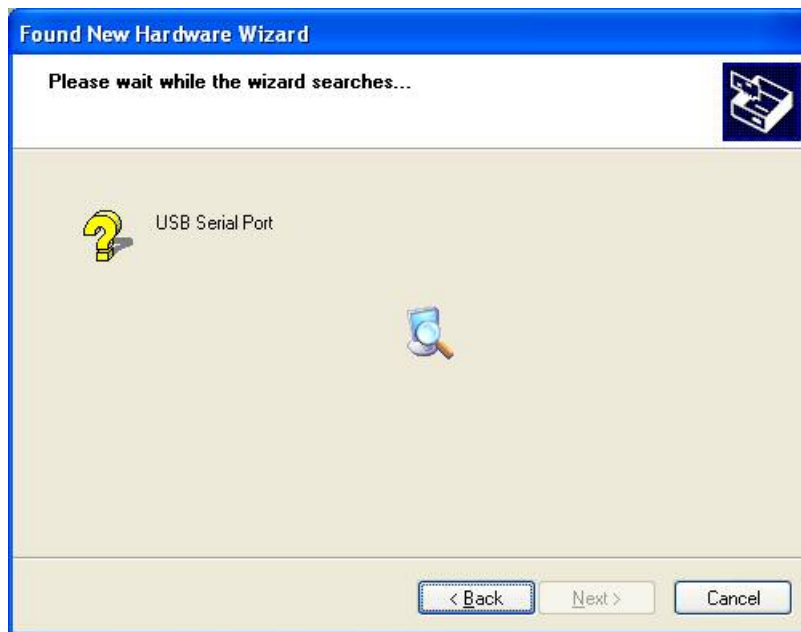 Found New Hardware Wizard
Please wait while the wizard searches...
USB Serial Port
< Back
Next >
Cancel